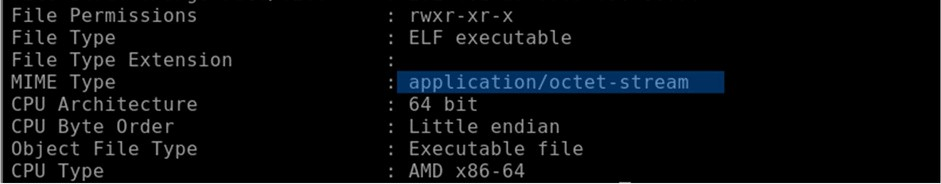 File Permissions : rwxr-xr-x
File Type : ELF executable
File Type Extension :
MIME Type : application/octet-stream
CPU Architecture : 64 bit
CPU Byte Order : Little endian
Object File Type : Executable file
CPU Type : AMD x86-64